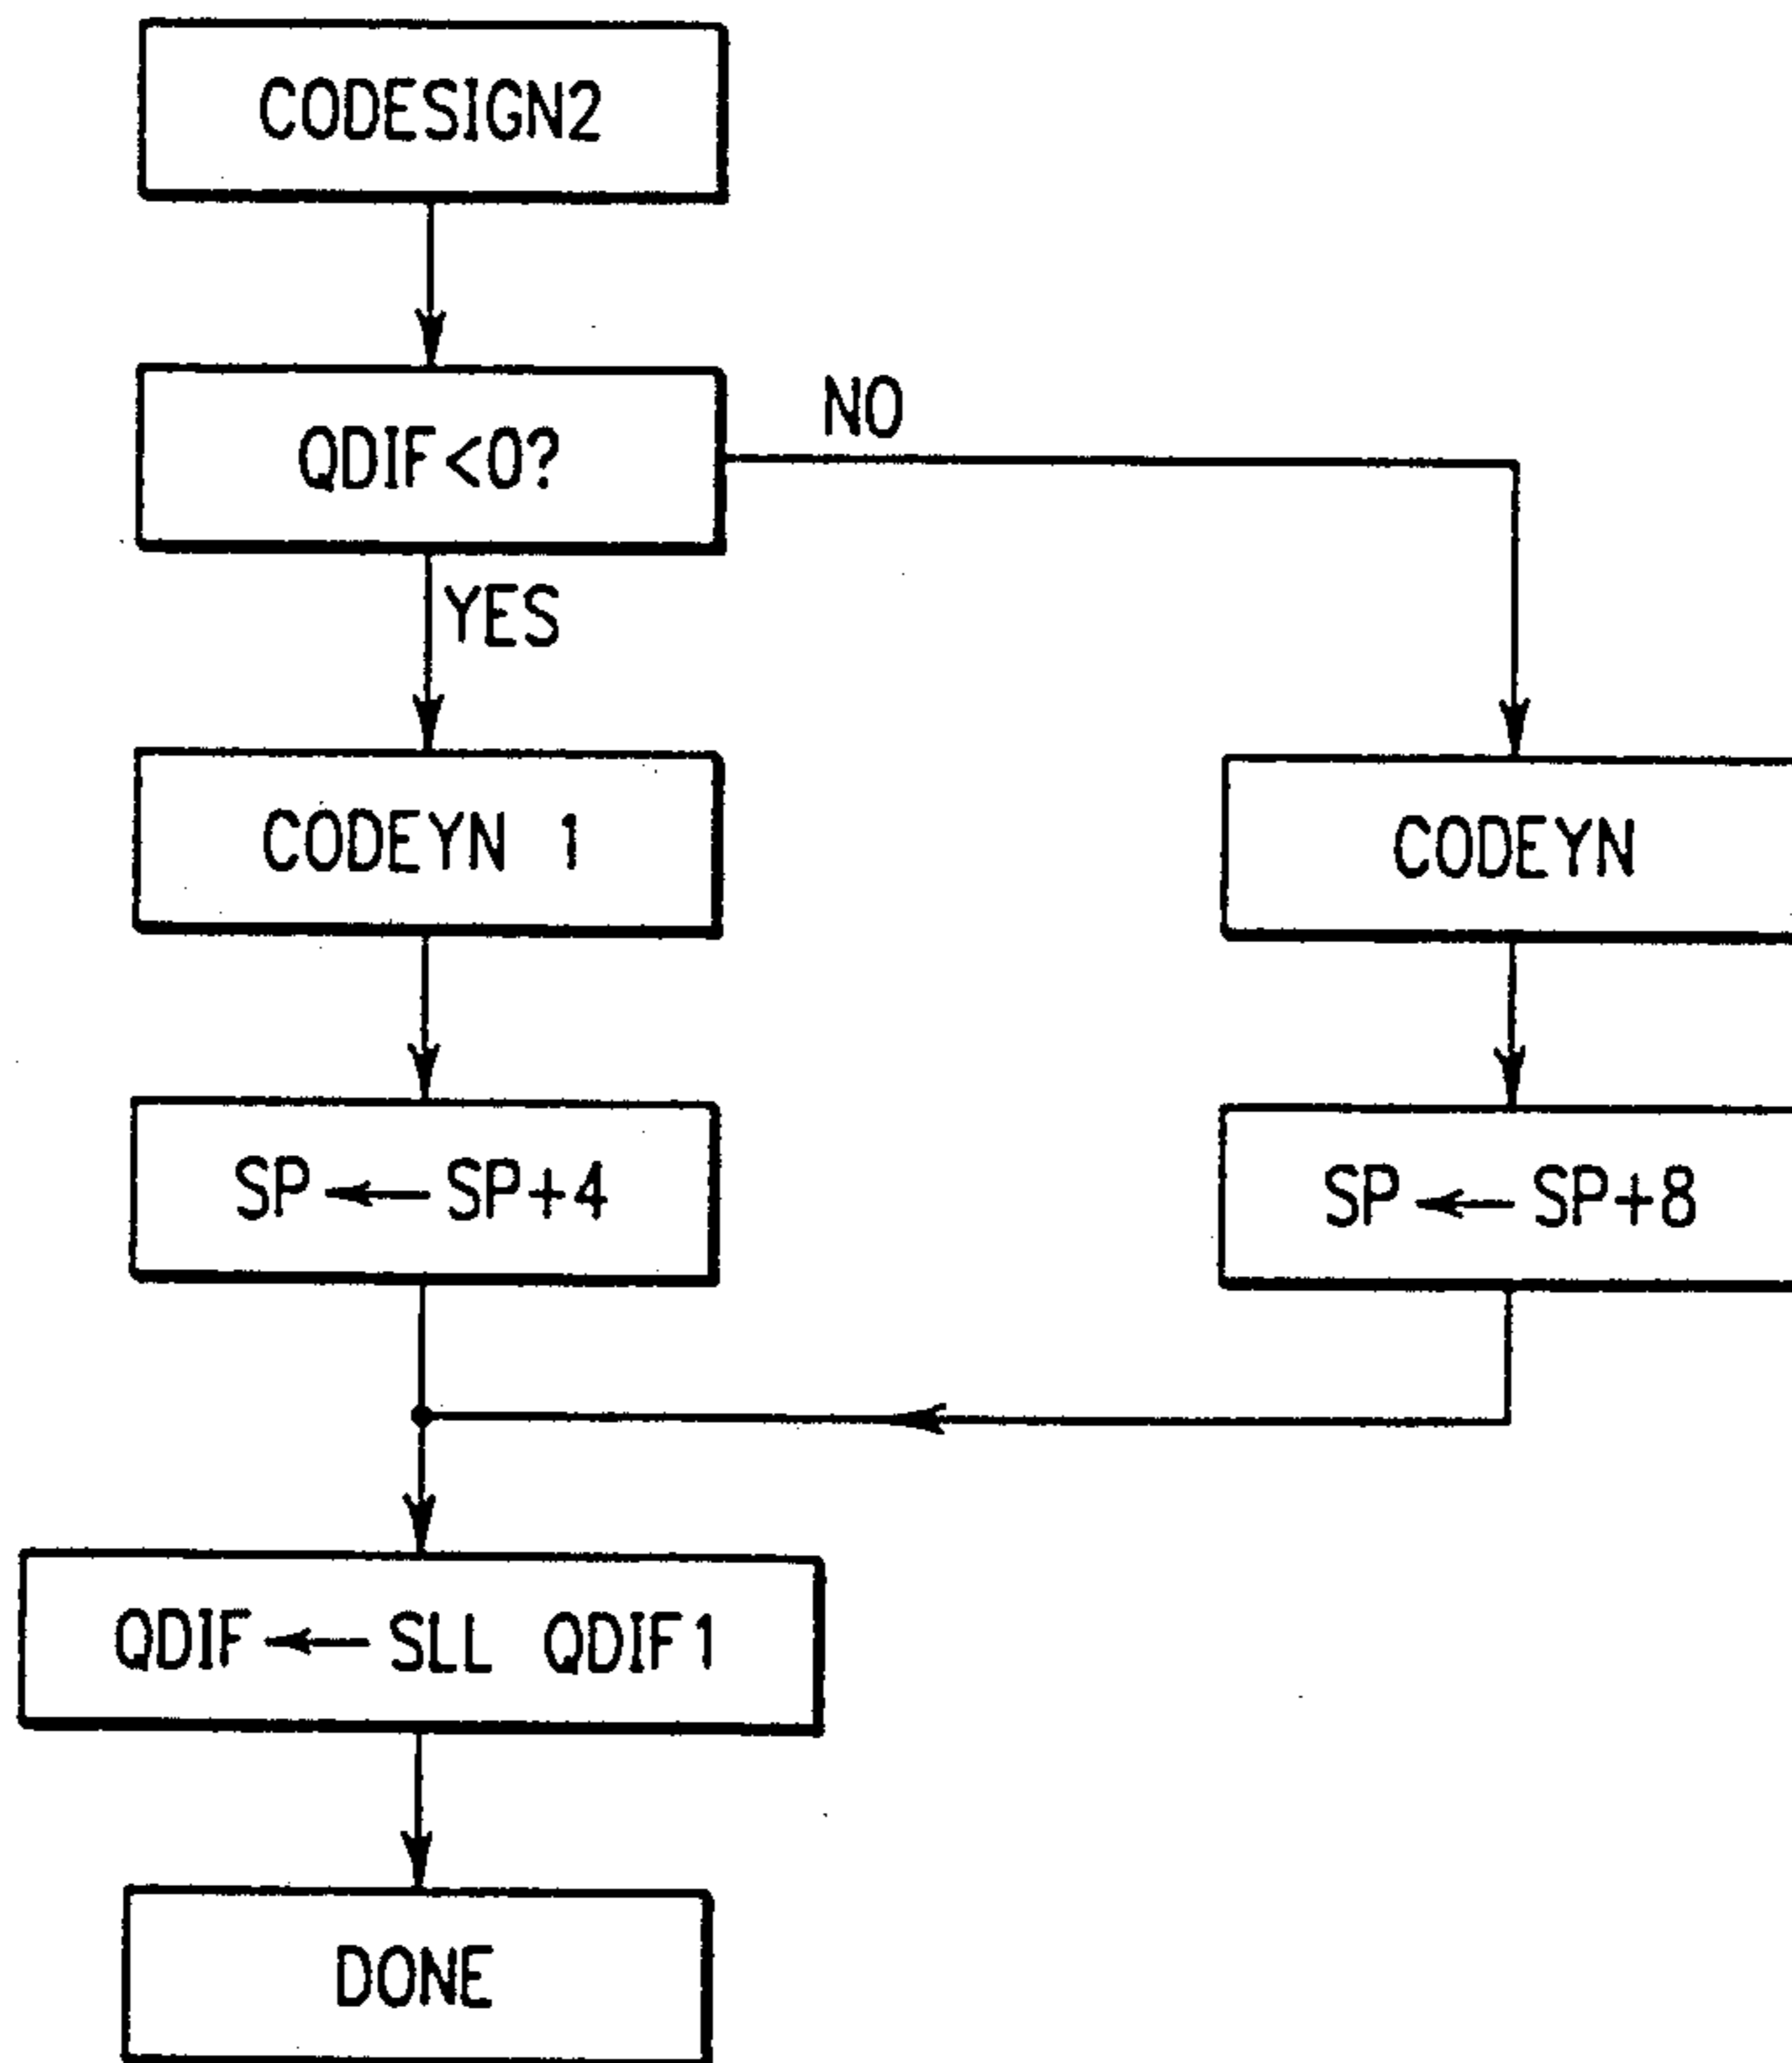 CODESIGN2
QDIF<0?
NO
YES
CODEYN 1
CODEYN
SP ← SP+4
SP ← SP+8
QDIF ← SLL QDIF1
DONE